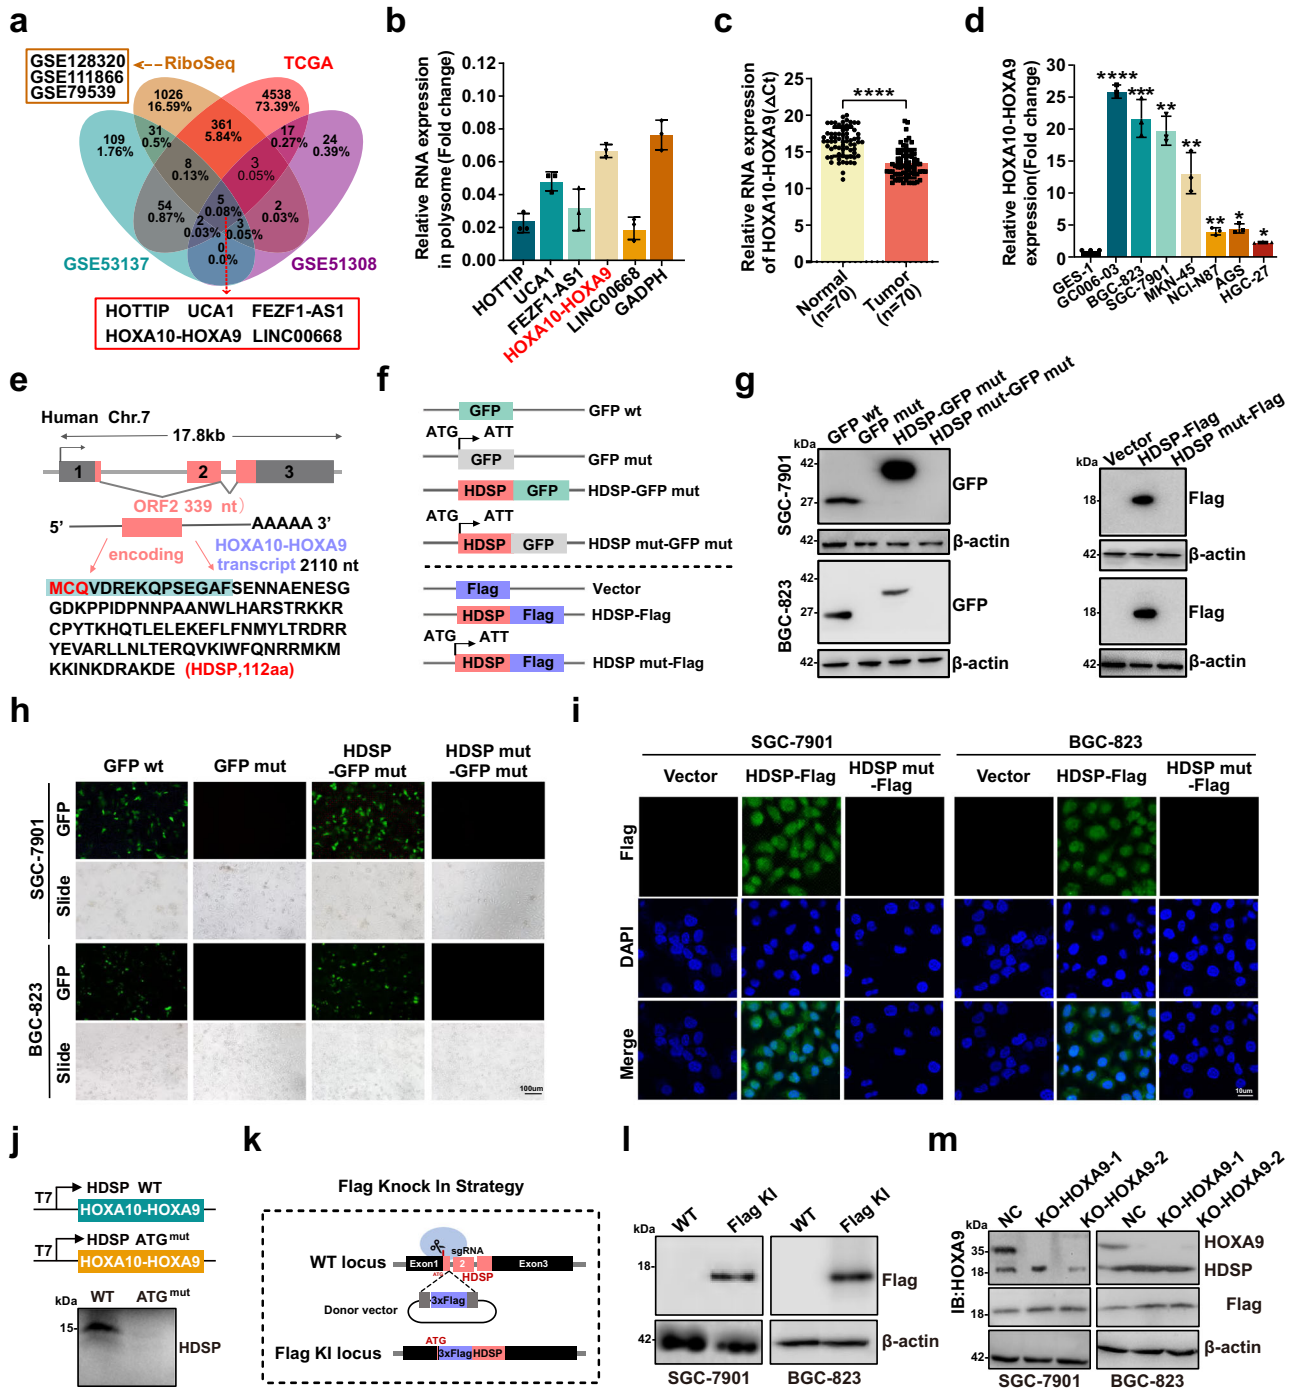 a
GSE128320
GSE111866
GSE79539
RiboSeq
TCGA
1026
16.59%
4538
73.39%
109
1.76%
31
0.5%
361
5.84%
17
0.27%
24
0.39%
8
0.13%
3
0.05%
54
0.87%
5
0.08%
2
0.03%
2
0.03%
3
0.05%
0
0.0%
GSE53137
GSE51308
HOTTIP UCA1 FEZF1-AS1
HOXA10-HOXA9 LINC00668
b
Relative RNA expression
in polysome (Fold change)
0.12
0.10
0.08
0.06
0.04
0.02
0.00
HOTTIP
UCA1
FEZF1-AS1
HOXA10-HOXA9
LINC00668
GADPH
c
Relative RNA expression
of HOXA10-HOXA9(ΔCt)
25
20
15
10
5
0
****
Normal
(n=70)
Tumor
(n=70)
d
Relative HOXA10-HOXA9
expression(Fold change)
30
25
20
15
10
5
0
****
***
**
**
**
*
*
GES-1
GC006-03
BGC-823
SGC-7901
MKN-45
NCI-N87
AGS
HGC-27
e
Human Chr.7
17.8kb
1
2
3
ORF2 339 nt)
5’
AAAAA 3’
encoding
HOXA10-HOXA9
transcript 2110 nt
MCQVDREKQPSEGAFSENNAENESG
GDKPPIDPNNPAANWLHARSTRKKR
CPYTKHQTLELEKEFLFNMYLTRDRR
YEVARLLNLTERQVKIWFQNRRMKM
KKINKDRAKDE (HDSP,112aa)
f
GFP
GFP wt
ATG ATT
GFP
GFP mut
HDSP GFP
HDSP-GFP mut
ATG ATT
HDSP GFP
HDSP mut-GFP mut
Flag
Vector
HDSP Flag
HDSP-Flag
ATG ATT
HDSP Flag
HDSP mut-Flag
g
GFP wt
GFP mut
HDSP-GFP mut
HDSP mut-GFP mut
kDa
SGC-7901
42-
27-
GFP
42-
β-actin
BGC-823
42-
27-
GFP
42-
β-actin
Vector
HDSP-Flag
HDSP mut-Flag
kDa
18-
Flag
42-
β-actin
18-
Flag
42-
β-actin
h
GFP wt
GFP mut
HDSP
-GFP mut
HDSP mut
-GFP mut
SGC-7901
GFP
Slide
BGC-823
GFP
Slide
100um
i
SGC-7901
BGC-823
Vector
HDSP-Flag
HDSP mut
-Flag
Vector
HDSP-Flag
HDSP mut
-Flag
Flag
DAPI
Merge
10um
j
T7
HDSP WT
HOXA10-HOXA9
T7
HDSP ATGmut
HOXA10-HOXA9
kDa
WT
ATGmut
15-
HDSP
k
Flag Knock In Strategy
WT locus
sgRNA
Exon1
2
Exon3
ATG
HDSP
3xFlag
Donor vector
ATG
Flag KI locus
3xFlag HDSP
l
WT
Flag KI
WT
Flag KI
kDa
18-
Flag
42-
β-actin
SGC-7901
BGC-823
m
NC
KO-HOXA9-1
KO-HOXA9-2
NC
KO-HOXA9-1
KO-HOXA9-2
kDa
IB:HOXA9
35-
HOXA9
18-
HDSP
18-
Flag
42-
β-actin
SGC-7901
BGC-823